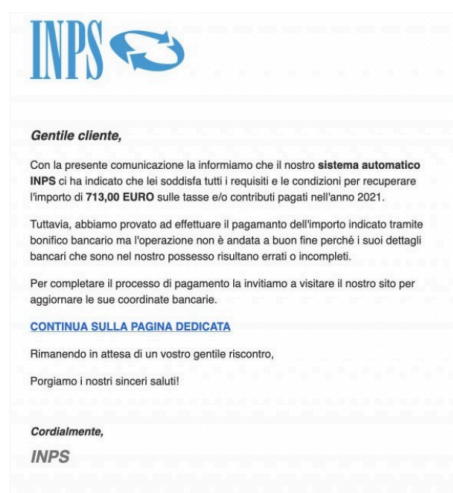 INPS
Gentile cliente,
Con la presente comunicazione la informiamo che il nostro sistema automatico
INPS ci ha indicato che lei soddisfa tutti i requisiti e le condizioni per recuperare
l'importo di 713,00 EURO sulle tasse e/o contributi pagati nell'anno 2021.
Tuttavia, abbiamo provato ad effettuare il pagamanto dell'importo indicato tramite
bonifico bancario ma l'operazione non è andata a buon fine perché i suoi dettagli
bancari che sono nel nostro possesso risultano errati o incompleti.
Per completare il processo di pagamento la invitiamo a visitare il nostro sito per
aggiornare le sue coordinate bancarie.
CONTINUA SULLA PAGINA DEDICATA
Rimanendo in attesa di un vostro gentile riscontro,
Porgiamo i nostri sinceri saluti!
Cordialmente,
INPS